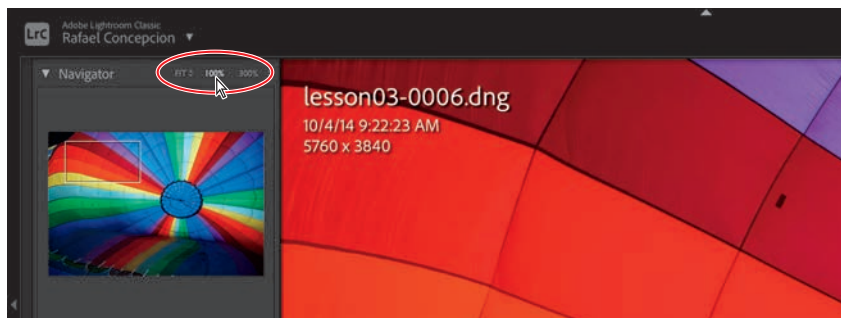 LrC
Adobe Lightroom Classic
Rafael Concepcion
Navigator FIT 100% 300%
lesson03-0006.dng
10/4/14 9:22:23 AM
5760 x 3840